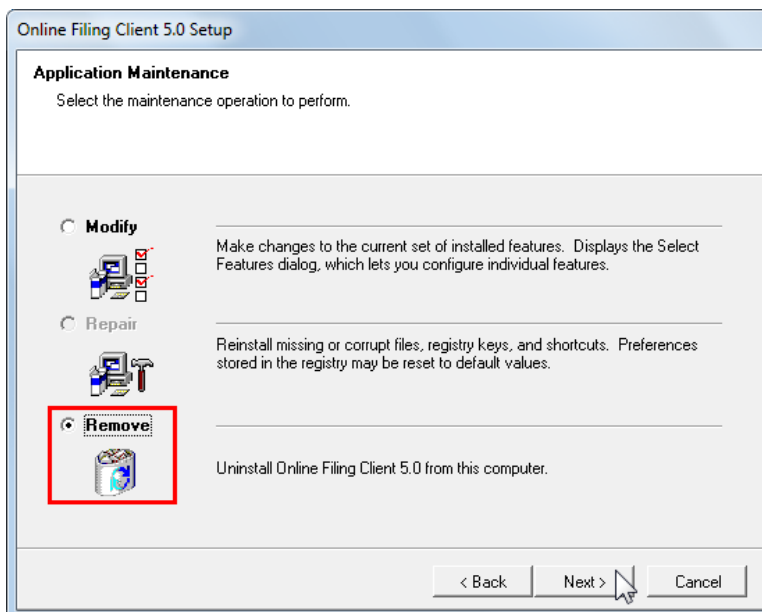 Online Filing Client 5.0 Setup
Application Maintenance
Select the maintenance operation to perform.
Modify
Make changes to the current set of installed features. Displays the Select
Features dialog, which lets you configure individual features.
Repair
Reinstall missing or corrupt files, registry keys, and shortcuts. Preferences
stored in the registry may be reset to default values.
Remove
Uninstall Online Filing Client 5.0 from this computer.
< Back Next > Cancel